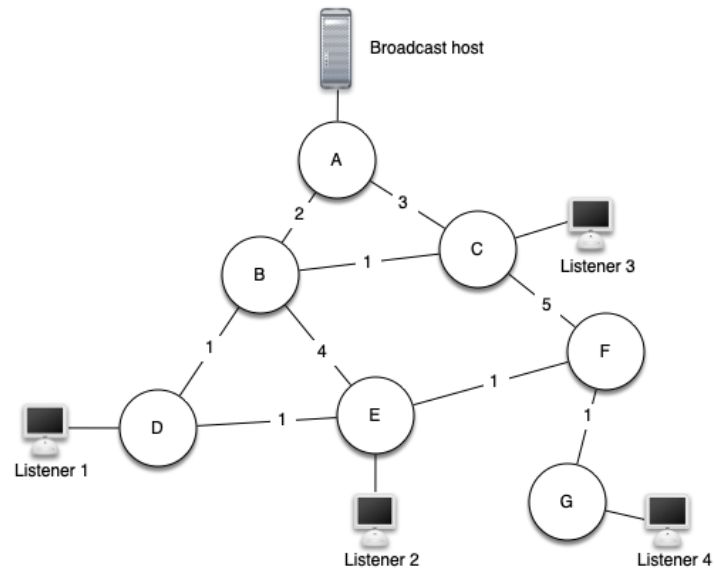 Broadcast host
A
2
3
C
Listener 3
B
1
5
1
4
F
1
D
1
E
1
Listener 1
G
Listener 2
Listener 4